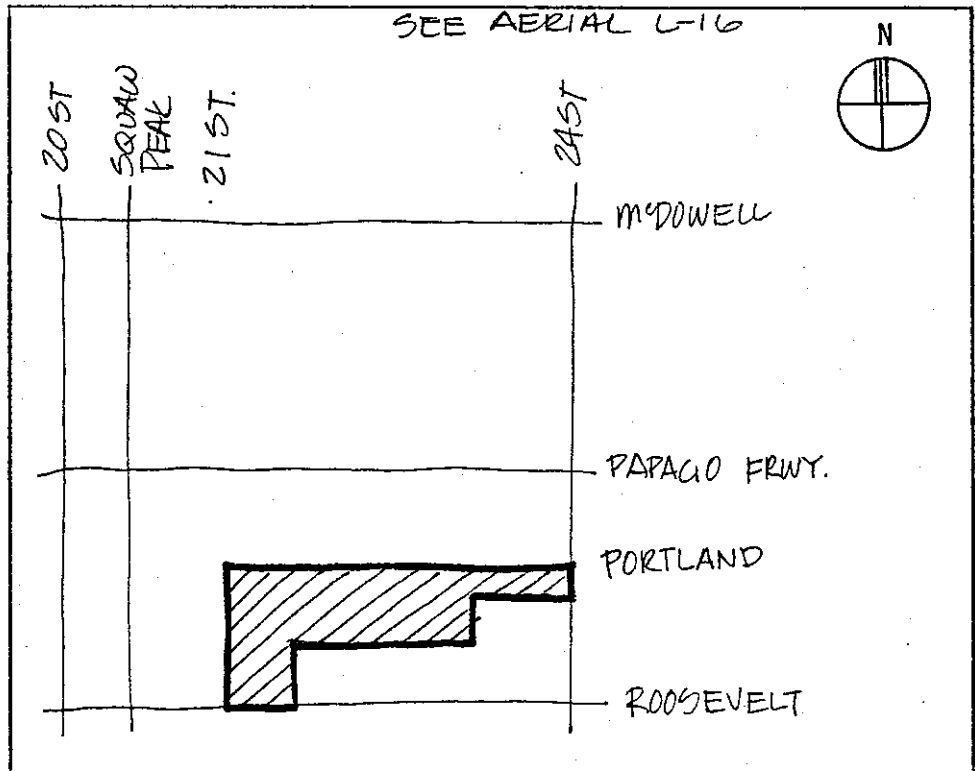 SEE AERIAL L-16
N
20 ST
SQUAW
PEAK
21 ST.
24 ST
McDOWELL
PAPAGO FRWY.
PORTLAND
ROOSEVELT